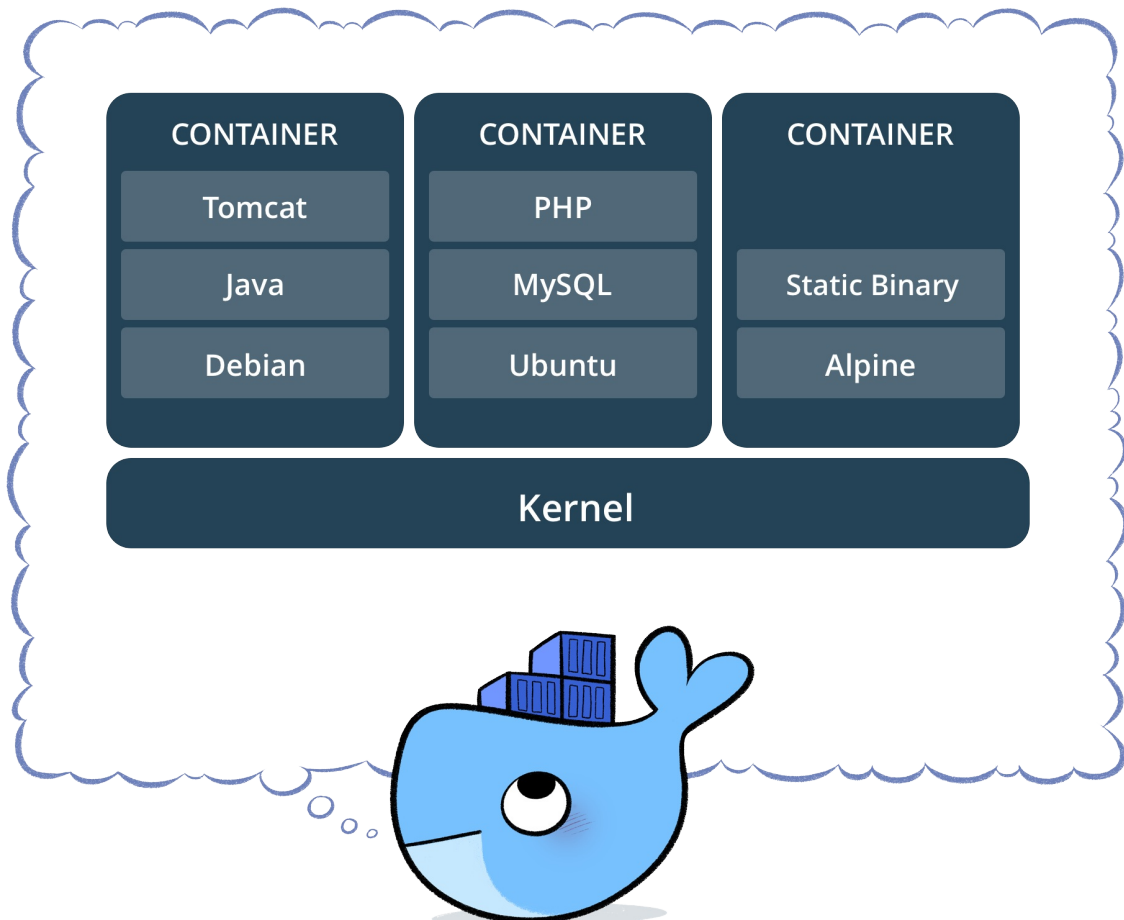 CONTAINER
Tomcat
Java
Debian
CONTAINER
PHP
MySQL
Ubuntu
CONTAINER
Static Binary
Alpine
Kernel